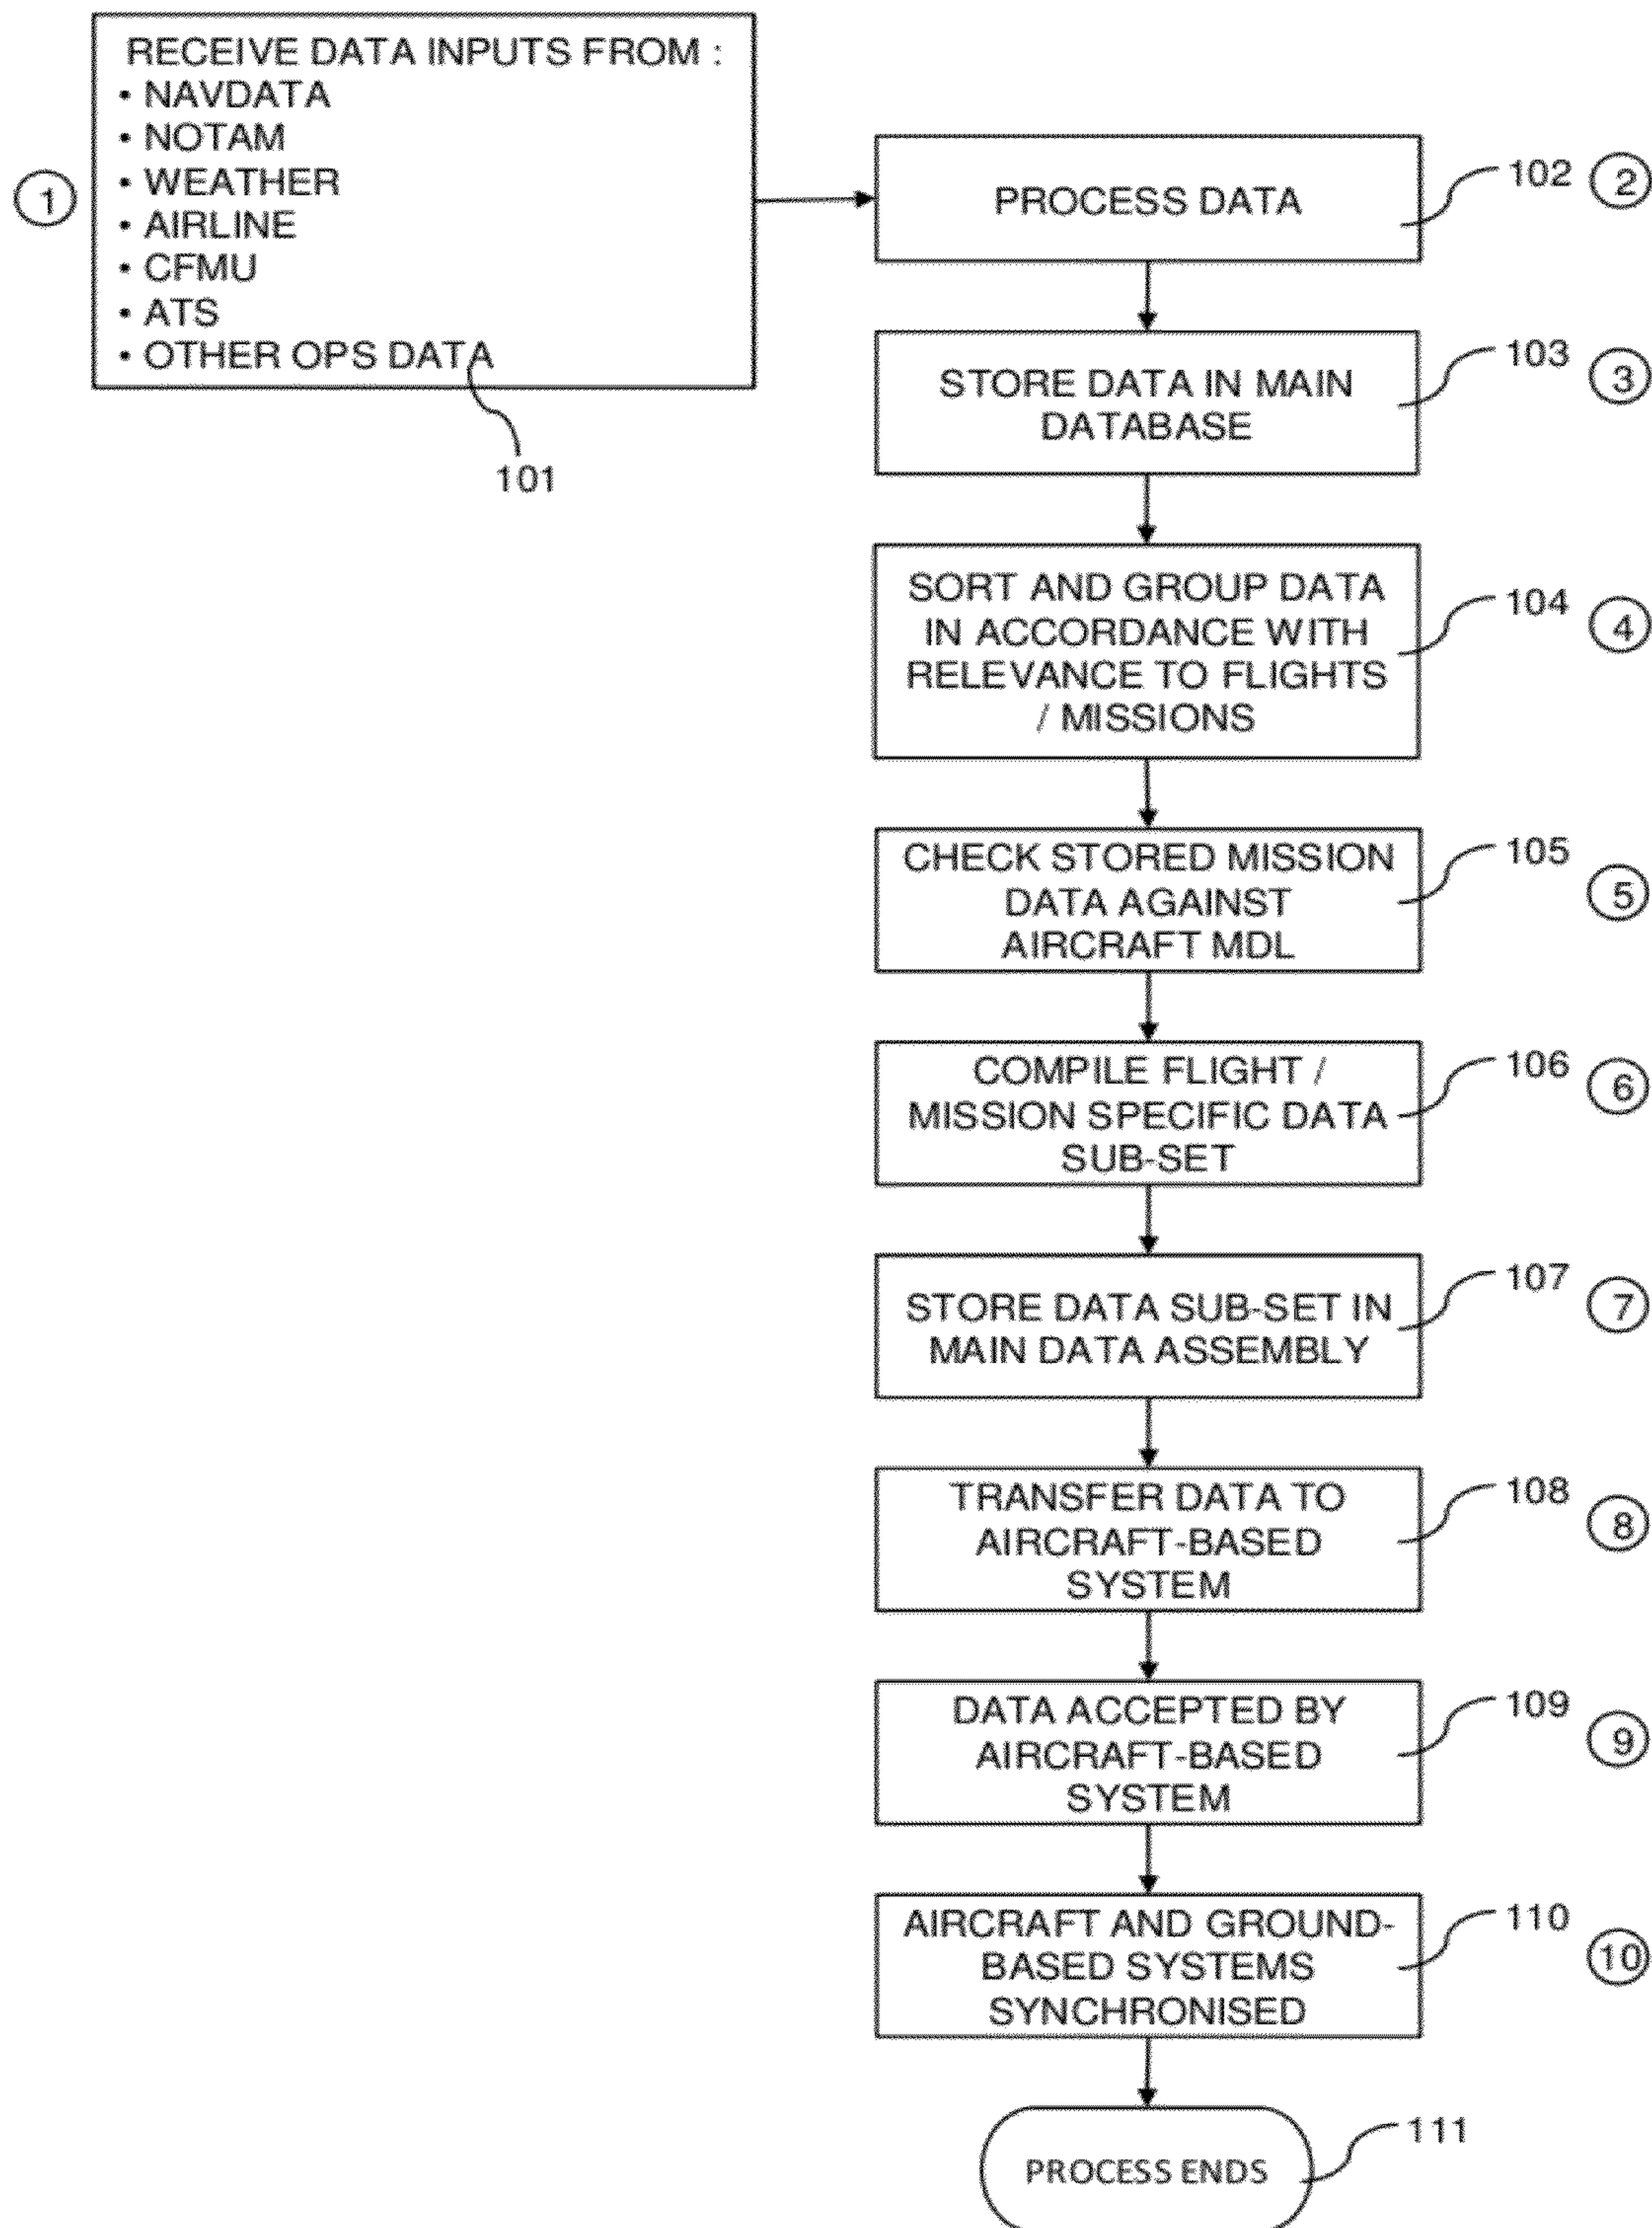 RECEIVE DATA INPUTS FROM :
• NAVDATA
• NOTAM
• WEATHER
• AIRLINE
• CFMU
• ATS
• OTHER OPS DATA
1
101
PROCESS DATA
102
2
STORE DATA IN MAIN
DATABASE
103
3
SORT AND GROUP DATA
IN ACCORDANCE WITH
RELEVANCE TO FLIGHTS
/ MISSIONS
104
4
CHECK STORED MISSION
DATA AGAINST
AIRCRAFT MDL
105
5
COMPILE FLIGHT /
MISSION SPECIFIC DATA
SUB-SET
106
6
STORE DATA SUB-SET IN
MAIN DATA ASSEMBLY
107
7
TRANSFER DATA TO
AIRCRAFT-BASED
SYSTEM
108
8
DATA ACCEPTED BY
AIRCRAFT-BASED
SYSTEM
109
9
AIRCRAFT AND GROUND-
BASED SYSTEMS
SYNCHRONISED
110
10
PROCESS ENDS
111